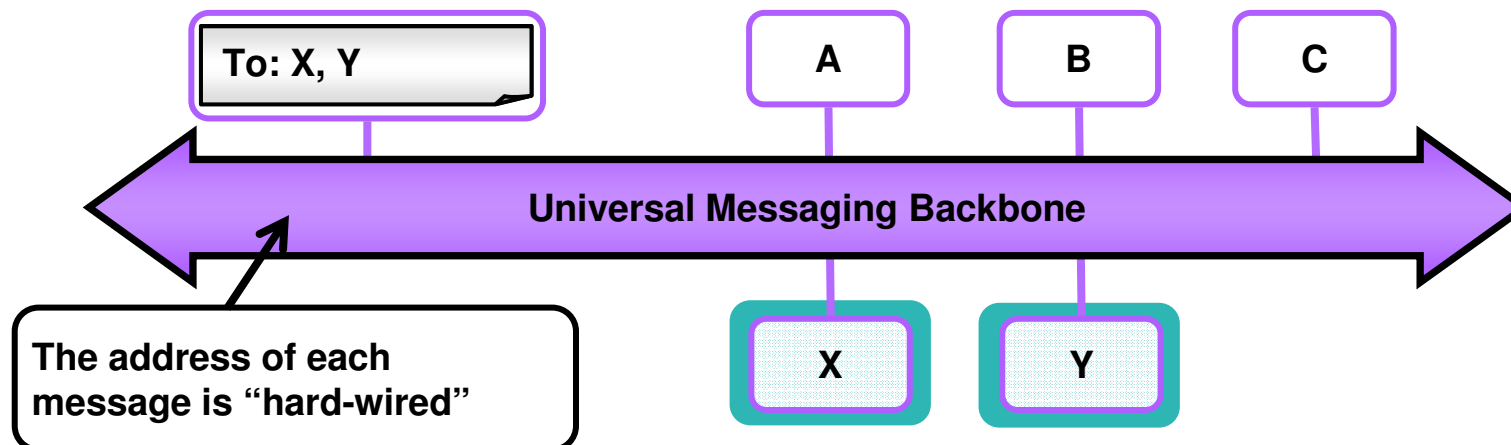 To: X, Y
A
B
C
Universal Messaging Backbone
The address of each
message is “hard-wired”
X
Y